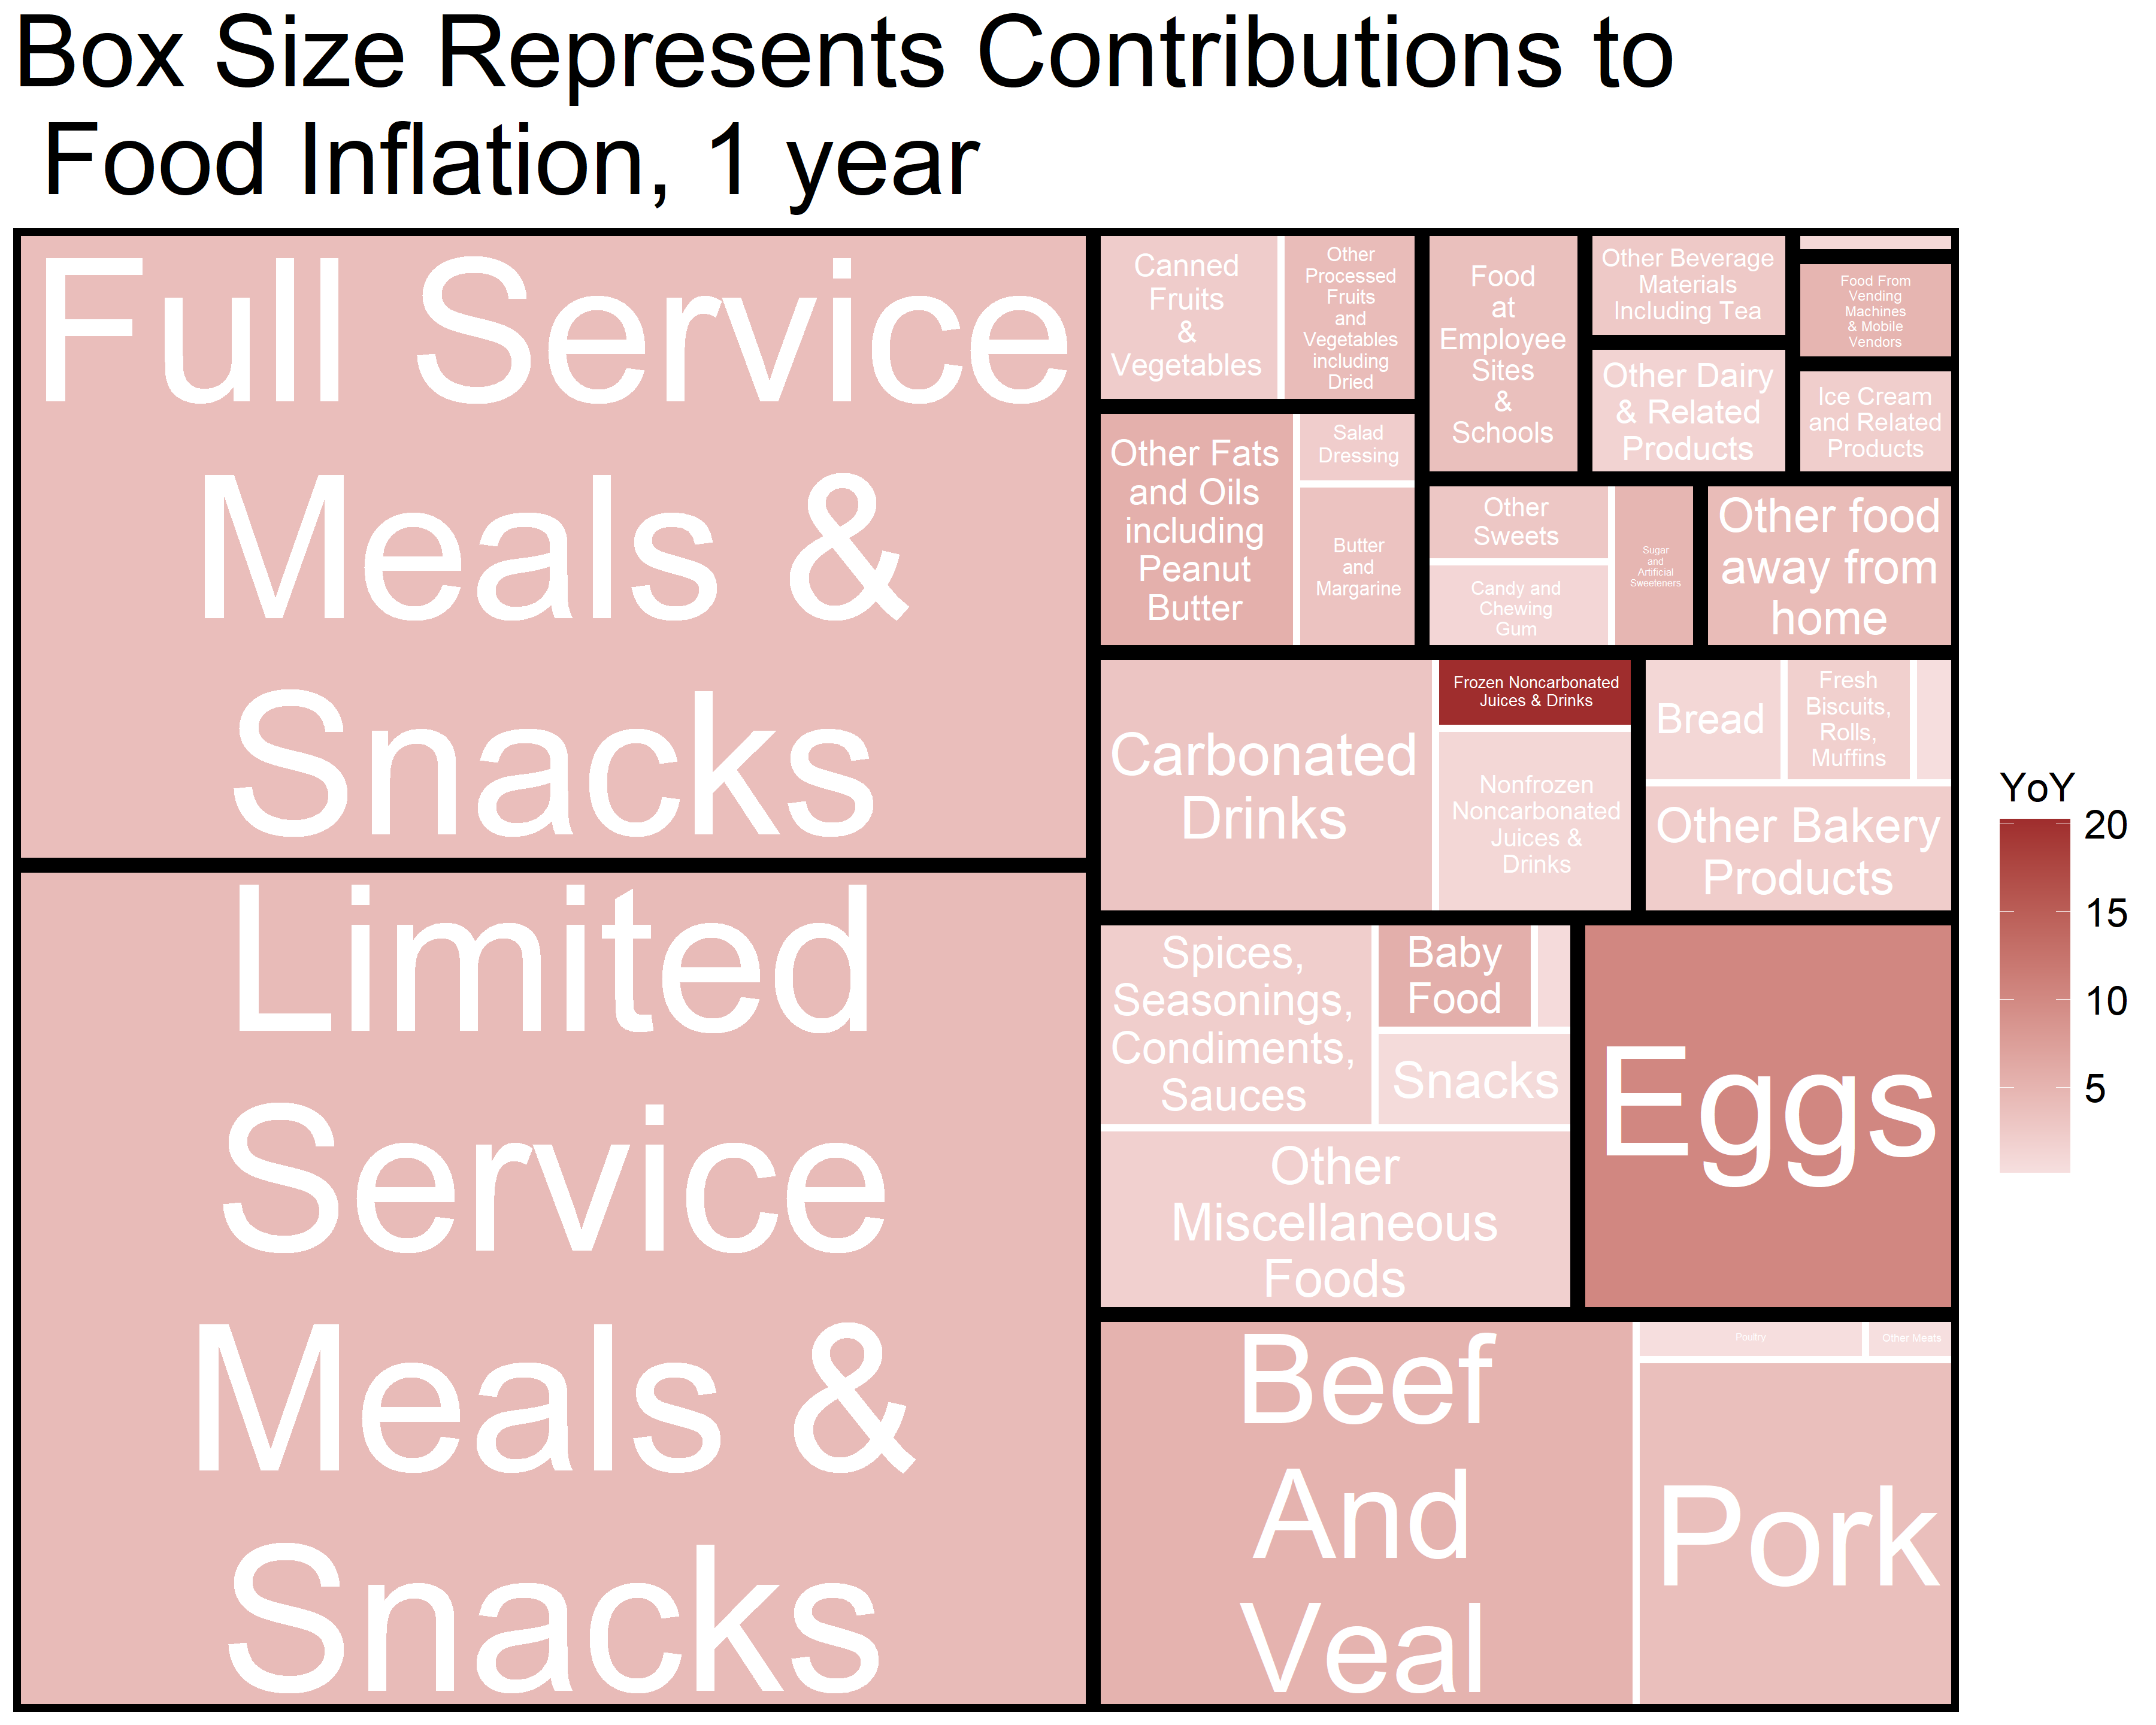 Box Size Represents Contributions to
Food Inflation, 1 year
Full Service
Meals &
Snacks
Limited
Service
Meals &
Snacks
Canned
Fruits
&
Vegetables
Other
Processed
Fruits
and
Vegetables
including
Dried
Food
at
Employee
Sites
&
Schools
Other Beverage
Materials
Including Tea
Other Dairy
& Related
Products
Food From
Vending
Machines
& Mobile
Vendors
Ice Cream
and Related
Products
Other Fats
and Oils
including
Peanut
Butter
Salad
Dressing
Butter
and
Margarine
Other
Sweets
Candy and
Chewing
Gum
Sugar
and
Artificial
Sweeteners
Other food
away from
home
Carbonated
Drinks
Frozen Noncarbonated
Juices & Drinks
Nonfrozen
Noncarbonated
Juices &
Drinks
Bread
Fresh
Biscuits,
Rolls,
Muffins
Other Bakery
Products
Spices,
Seasonings,
Condiments,
Sauces
Baby
Food
Snacks
Other
Miscellaneous
Foods
Eggs
Beef
And
Veal
Poultry
Other Meats
Pork
YoY
20
15
10
5